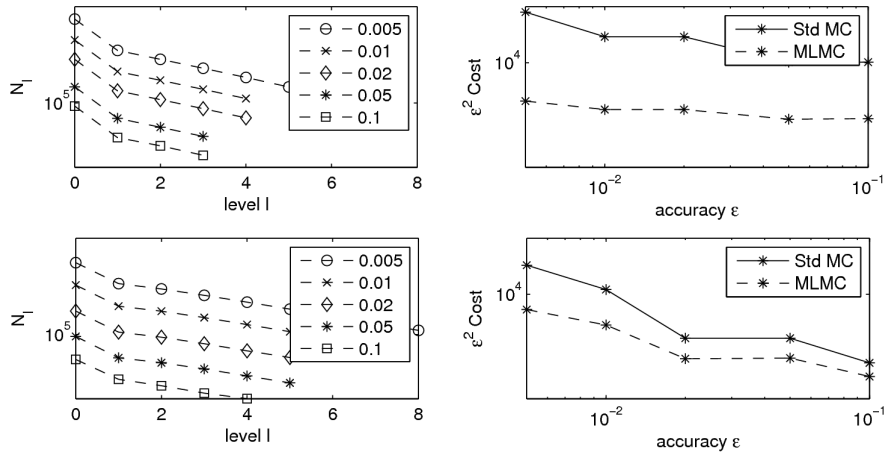 0.005
0.01
0.02
0.05
0.1
N_l
10^5
0 2 4 6 8
level l
Std MC
MLMC
ε^2 Cost
10^4
10^-2 10^-1
accuracy ε
0.005
0.01
0.02
0.05
0.1
N_l
10^5
0 2 4 6 8
level l
Std MC
MLMC
ε^2 Cost
10^4
10^-2 10^-1
accuracy ε